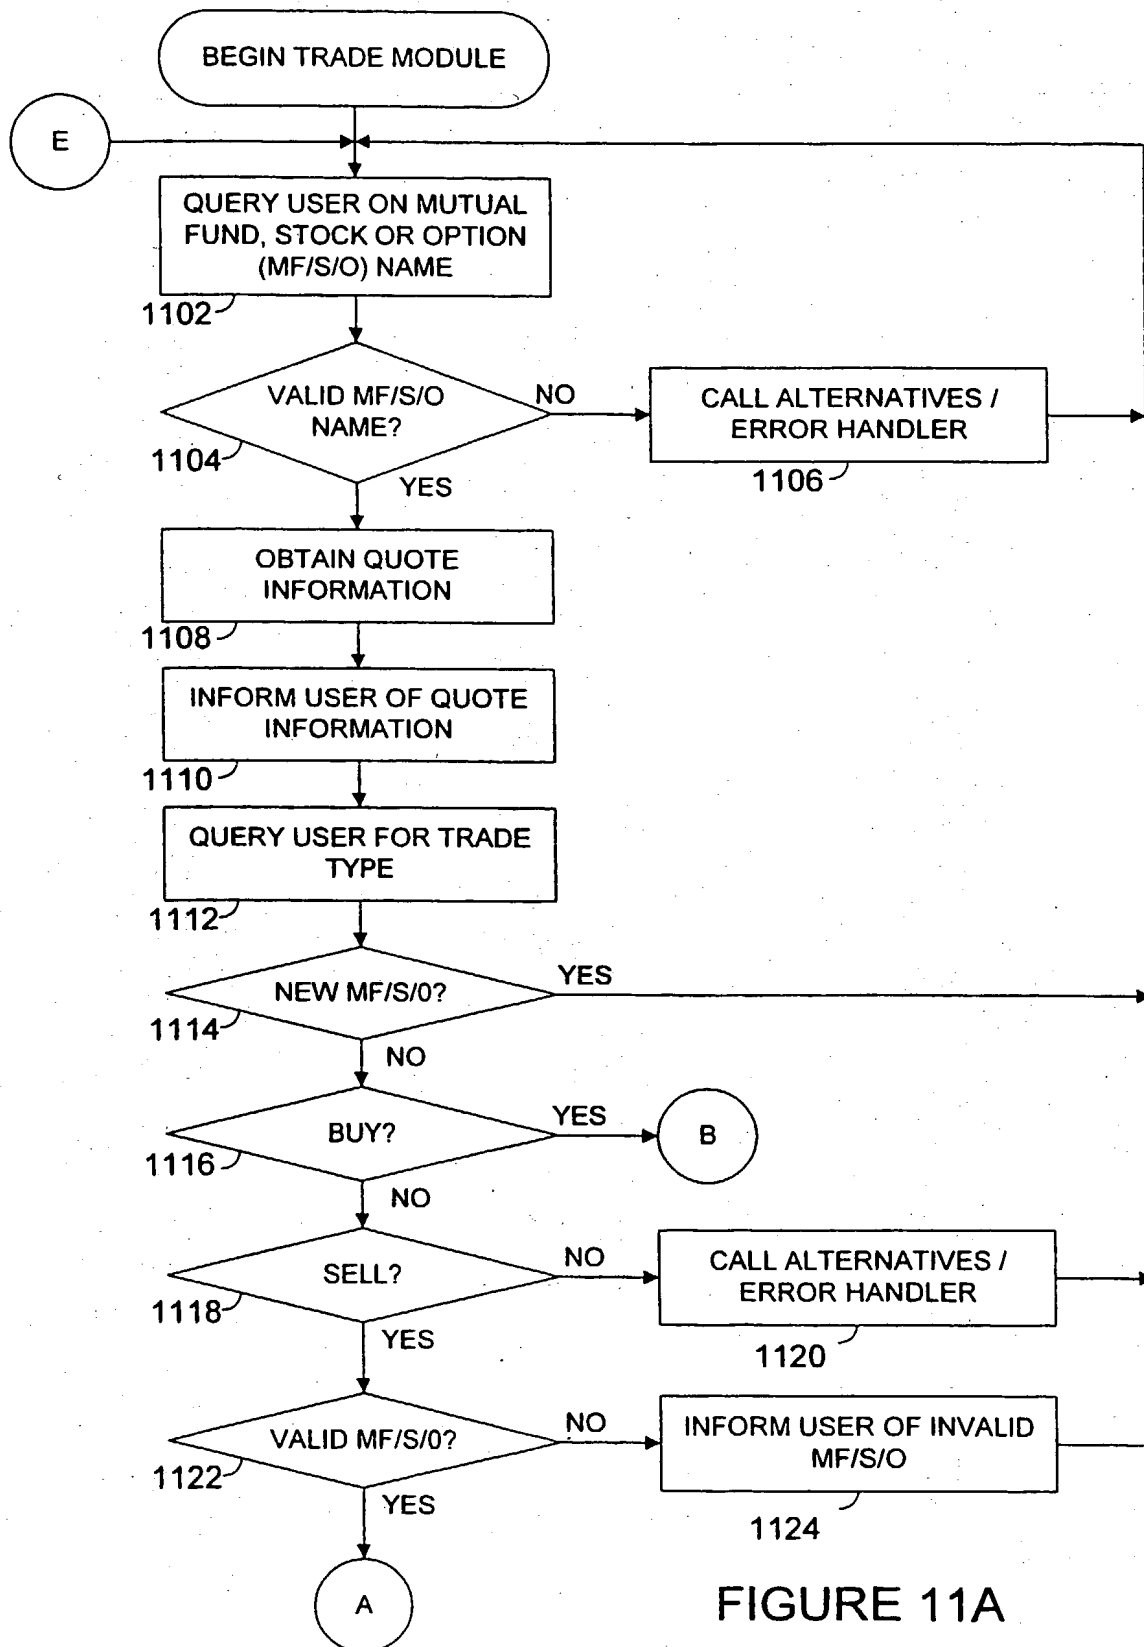 BEGIN TRADE MODULE
E
QUERY USER ON MUTUAL
FUND, STOCK OR OPTION
(MF/S/O) NAME
1102
VALID MF/S/O
NAME?
NO
CALL ALTERNATIVES /
ERROR HANDLER
1104
1106
YES
OBTAIN QUOTE
INFORMATION
1108
INFORM USER OF QUOTE
INFORMATION
1110
QUERY USER FOR TRADE
TYPE
1112
NEW MF/S/0?
YES
1114
NO
BUY?
YES
B
1116
NO
SELL?
NO
CALL ALTERNATIVES /
ERROR HANDLER
1118
YES
1120
VALID MF/S/0?
NO
INFORM USER OF INVALID
MF/S/O
1122
YES
1124
A
FIGURE 11A